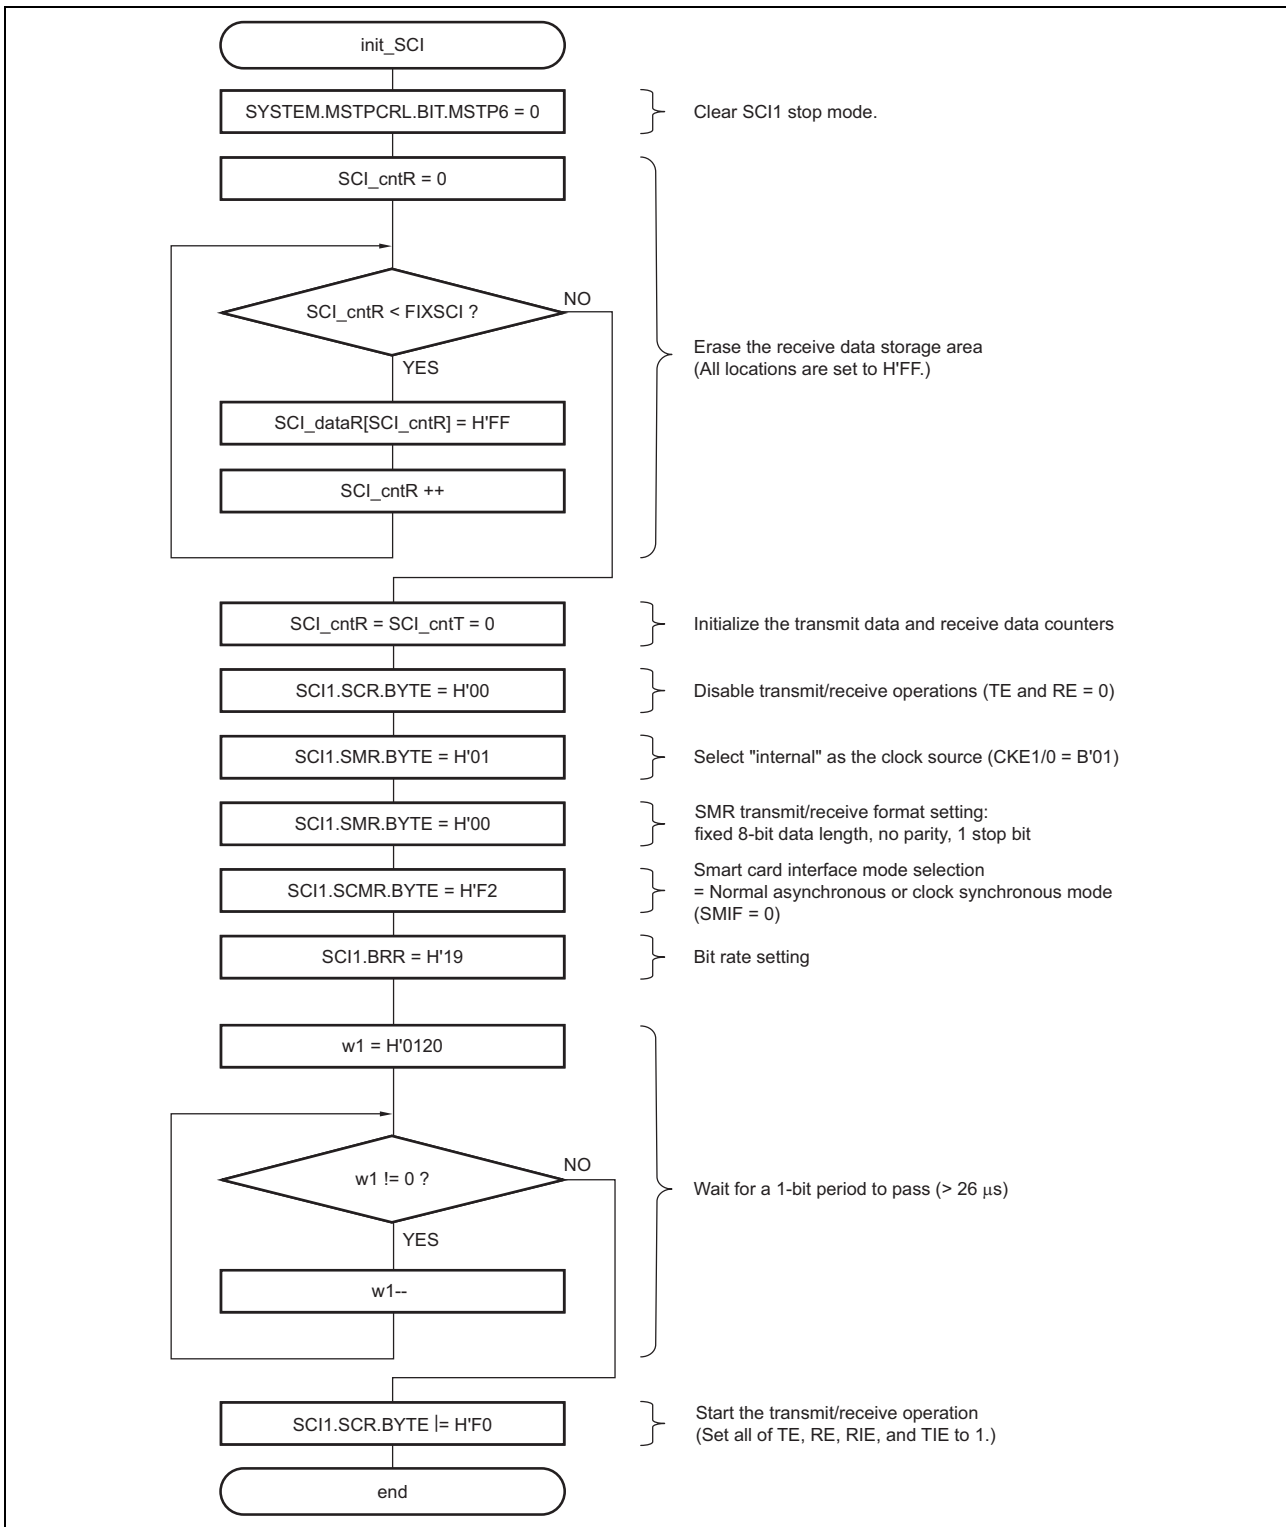 init_SCI
SYSTEM.MSTPCRL.BIT.MSTP6 = 0
Clear SCI1 stop mode.
SCI_cntR = 0
SCI_cntR < FIXSCI ?
NO
YES
SCI_dataR[SCI_cntR] = H'FF
SCI_cntR ++
Erase the receive data storage area
(All locations are set to H'FF.)
SCI_cntR = SCI_cntT = 0
Initialize the transmit data and receive data counters
SCI1.SCR.BYTE = H'00
Disable transmit/receive operations (TE and RE = 0)
SCI1.SMR.BYTE = H'01
Select "internal" as the clock source (CKE1/0 = B'01)
SCI1.SMR.BYTE = H'00
SMR transmit/receive format setting:
fixed 8-bit data length, no parity, 1 stop bit
SCI1.SCMR.BYTE = H'F2
Smart card interface mode selection
= Normal asynchronous or clock synchronous mode
(SMIF = 0)
SCI1.BRR = H'19
Bit rate setting
w1 = H'0120
w1 != 0 ?
NO
YES
w1--
Wait for a 1-bit period to pass (> 26 μs)
SCI1.SCR.BYTE |= H'F0
Start the transmit/receive operation
(Set all of TE, RE, RIE, and TIE to 1.)
end